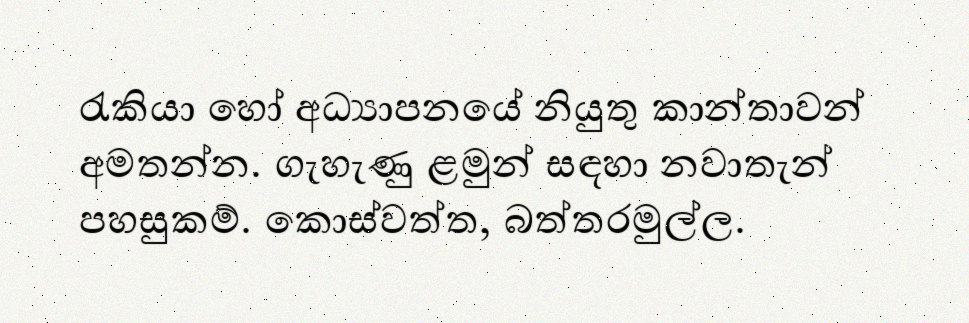 රැකියා හෝ අධ්‍යාපනයේ නියුතු කාන්තාවන්
අමතන්න. ගැහැණු ළමුන් සඳහා නවාතැන්
පහසුකම්. කොස්වත්ත, බත්තරමුල්ල.